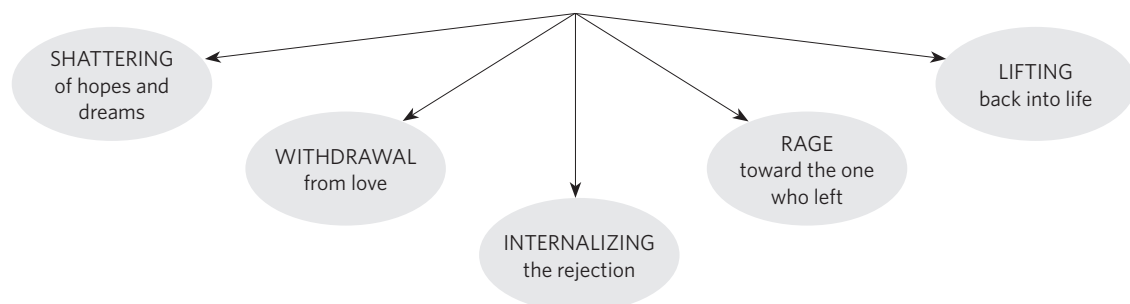 SHATTERING
of hopes and
dreams
WITHDRAWAL
from love
INTERNALIZING
the rejection
RAGE
toward the one
who left
LIFTING
back into life